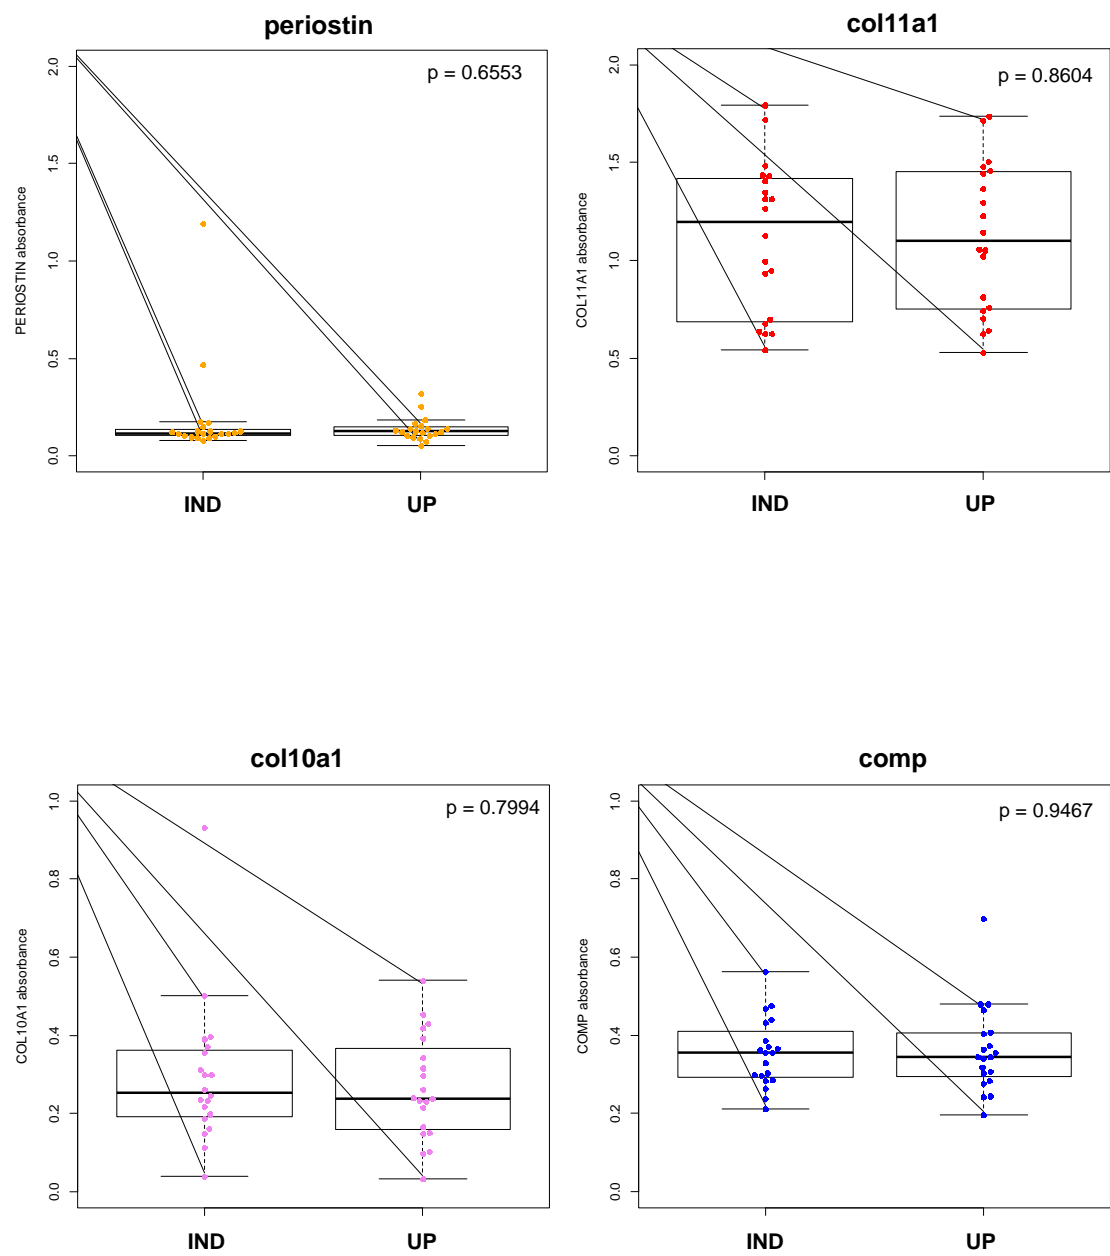 periostin
p = 0.6553
PERIOSTIN absorbance
2.0
1.5
1.0
0.5
0.0
IND
UP
col11a1
p = 0.8604
COL11A1 absorbance
2.0
1.5
1.0
0.5
0.0
IND
UP
col10a1
p = 0.7994
COL10A1 absorbance
1.0
0.8
0.6
0.4
0.2
0.0
IND
UP
comp
p = 0.9467
COMP absorbance
1.0
0.8
0.6
0.4
0.2
0.0
IND
UP